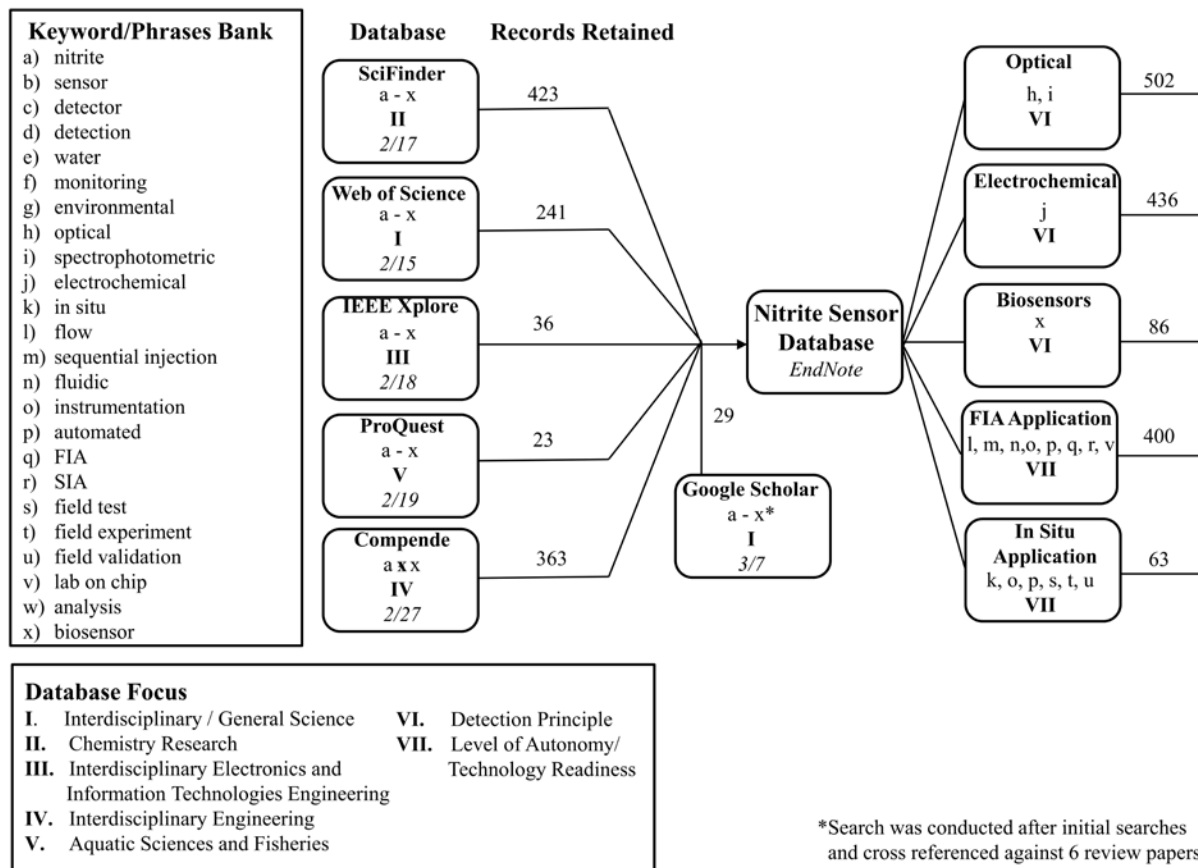 Keyword/Phrases Bank
a) nitrite
b) sensor
c) detector
d) detection
e) water
f) monitoring
g) environmental
h) optical
i) spectrophotometric
j) electrochemical
k) in situ
l) flow
m) sequential injection
n) fluidic
o) instrumentation
p) automated
q) FIA
r) SIA
s) field test
t) field experiment
u) field validation
v) lab on chip
w) analysis
x) biosensor
Database
Records Retained
SciFinder
a - x
II
2/17
423
Web of Science
a - x
I
2/15
241
IEEE Xplore
a - x
III
2/18
36
ProQuest
a - x
V
2/19
23
Compende
a x x
IV
2/27
363
Google Scholar
a - x*
I
3/7
29
Nitrite Sensor
Database
EndNote
Optical
h, i
VI
502
Electrochemical
j
VI
436
Biosensors
x
VI
86
FIA Application
l, m, n,o, p, q, r, v
VII
400
In Situ
Application
k, o, p, s, t, u
VII
63
Database Focus
I. Interdisciplinary / General Science
II. Chemistry Research
III. Interdisciplinary Electronics and
Information Technologies Engineering
IV. Interdisciplinary Engineering
V. Aquatic Sciences and Fisheries
VI. Detection Principle
VII. Level of Autonomy/
Technology Readiness
*Search was conducted after initial searches
and cross referenced against 6 review papers